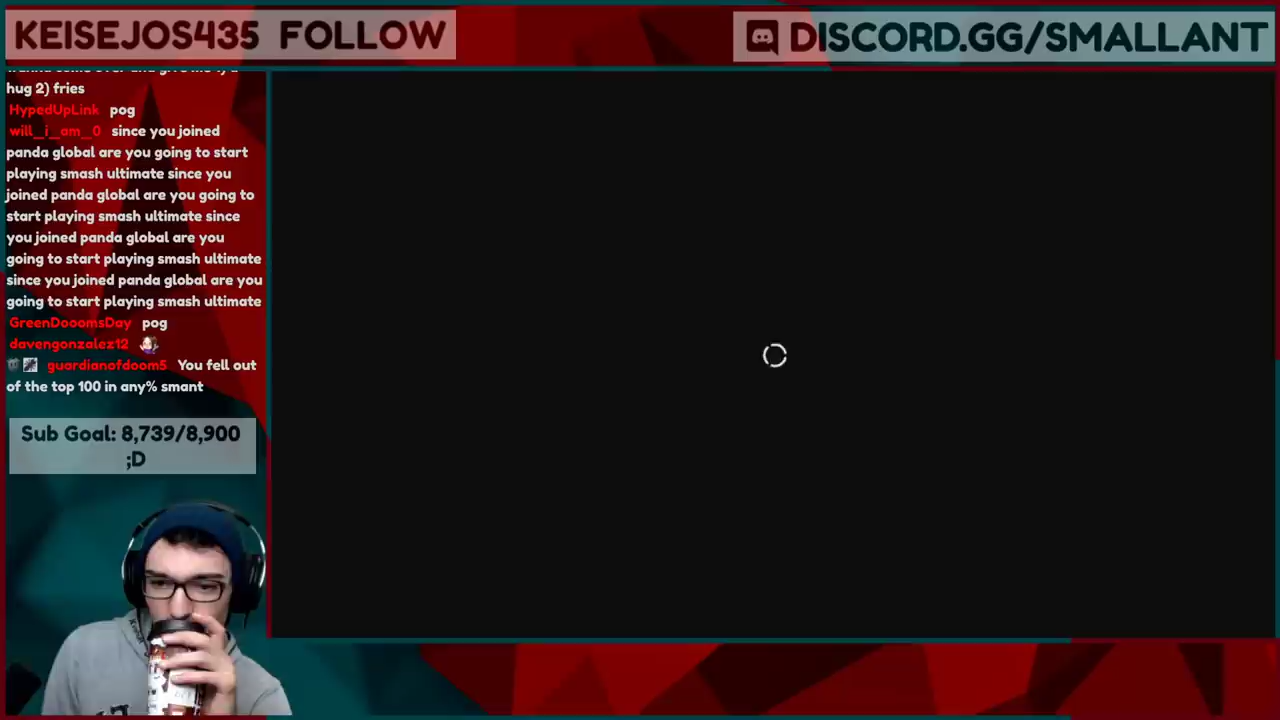 KEISEJOS435 FOLLOW
DISCORD.GG/SMALLANT
hug 2) fries
HypedUpLink pog
will_i_am_0 since you joined
panda global are you going to start
playing smash ultimate since you
joined panda global are you going to
start playing smash ultimate since
you joined panda global are you
going to start playing smash ultimate
since you joined panda global are you
going to start playing smash ultimate
GreenDooomsDay pog
davengonzalez12
guardianofdoom5 You fell out
of the top 100 in any% smant
Sub Goal: 8,739/8,900
;D